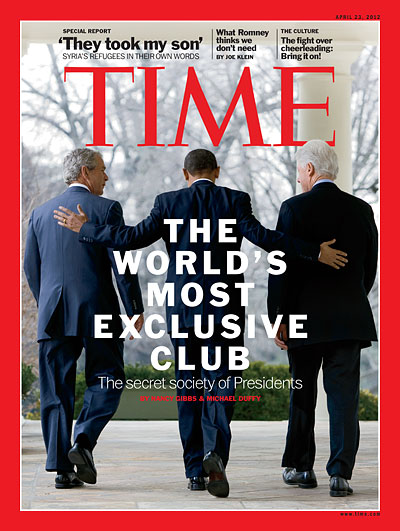 APRIL 23, 2012
SPECIAL REPORT
'They took my son'
SYRIA'S REFUGEES IN THEIR OWN WORDS
What Romney
thinks we
don't need
BY JOE KLEIN
THE CULTURE
The fight over
cheerleading:
Bring it on!
TIME
THE
WORLD'S
MOST
EXCLUSIVE
CLUB
The secret society of Presidents
BY NANCY GIBBS & MICHAEL DUFFY
www.time.com